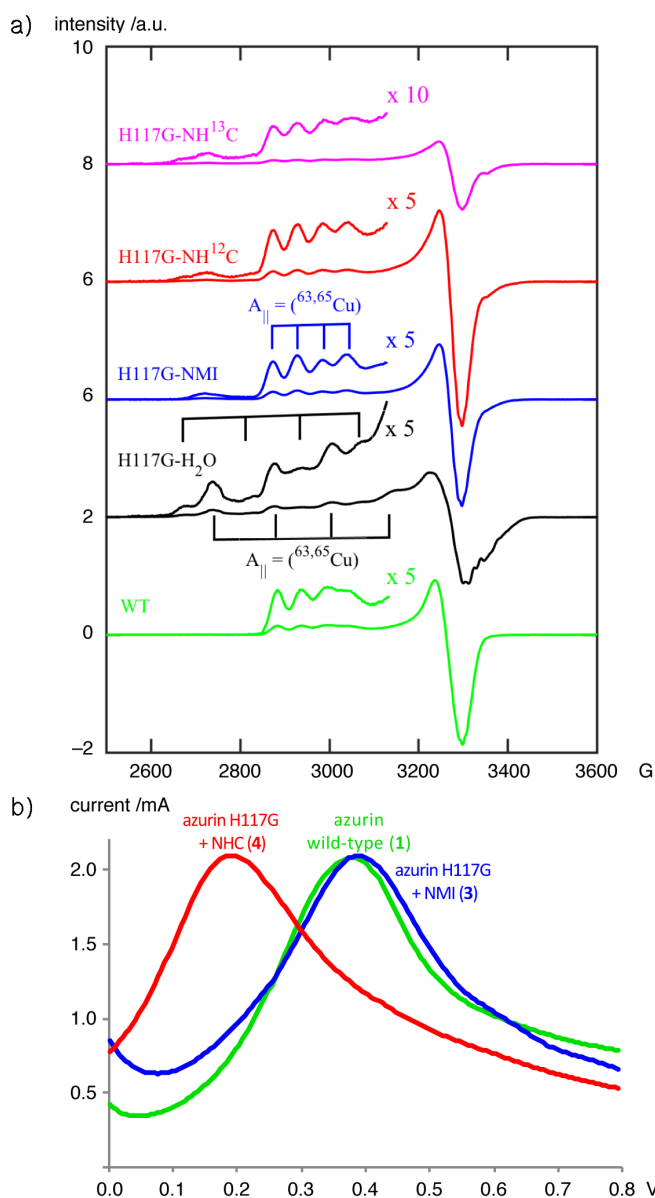 a) intensity /a.u.
10
x 10
H117G-NH¹³C
8
x 5
H117G-NH¹²C
6
A|| = (⁶³,⁶⁵Cu)
x 5
H117G-NMI
6
x 5
H117G-H₂O
2
A|| = (⁶³,⁶⁵Cu)
x 5
WT
0
−2
2600 2800 3000 3200 3400 3600 G
b) current /mA
azurin H117G
+ NHC (4)
azurin
wild-type (1)
azurin H117G
+ NMI (3)
2.0
1.5
1.0
0.5
0.0 0.1 0.2 0.3 0.4 0.5 0.6 0.7 0.8 V